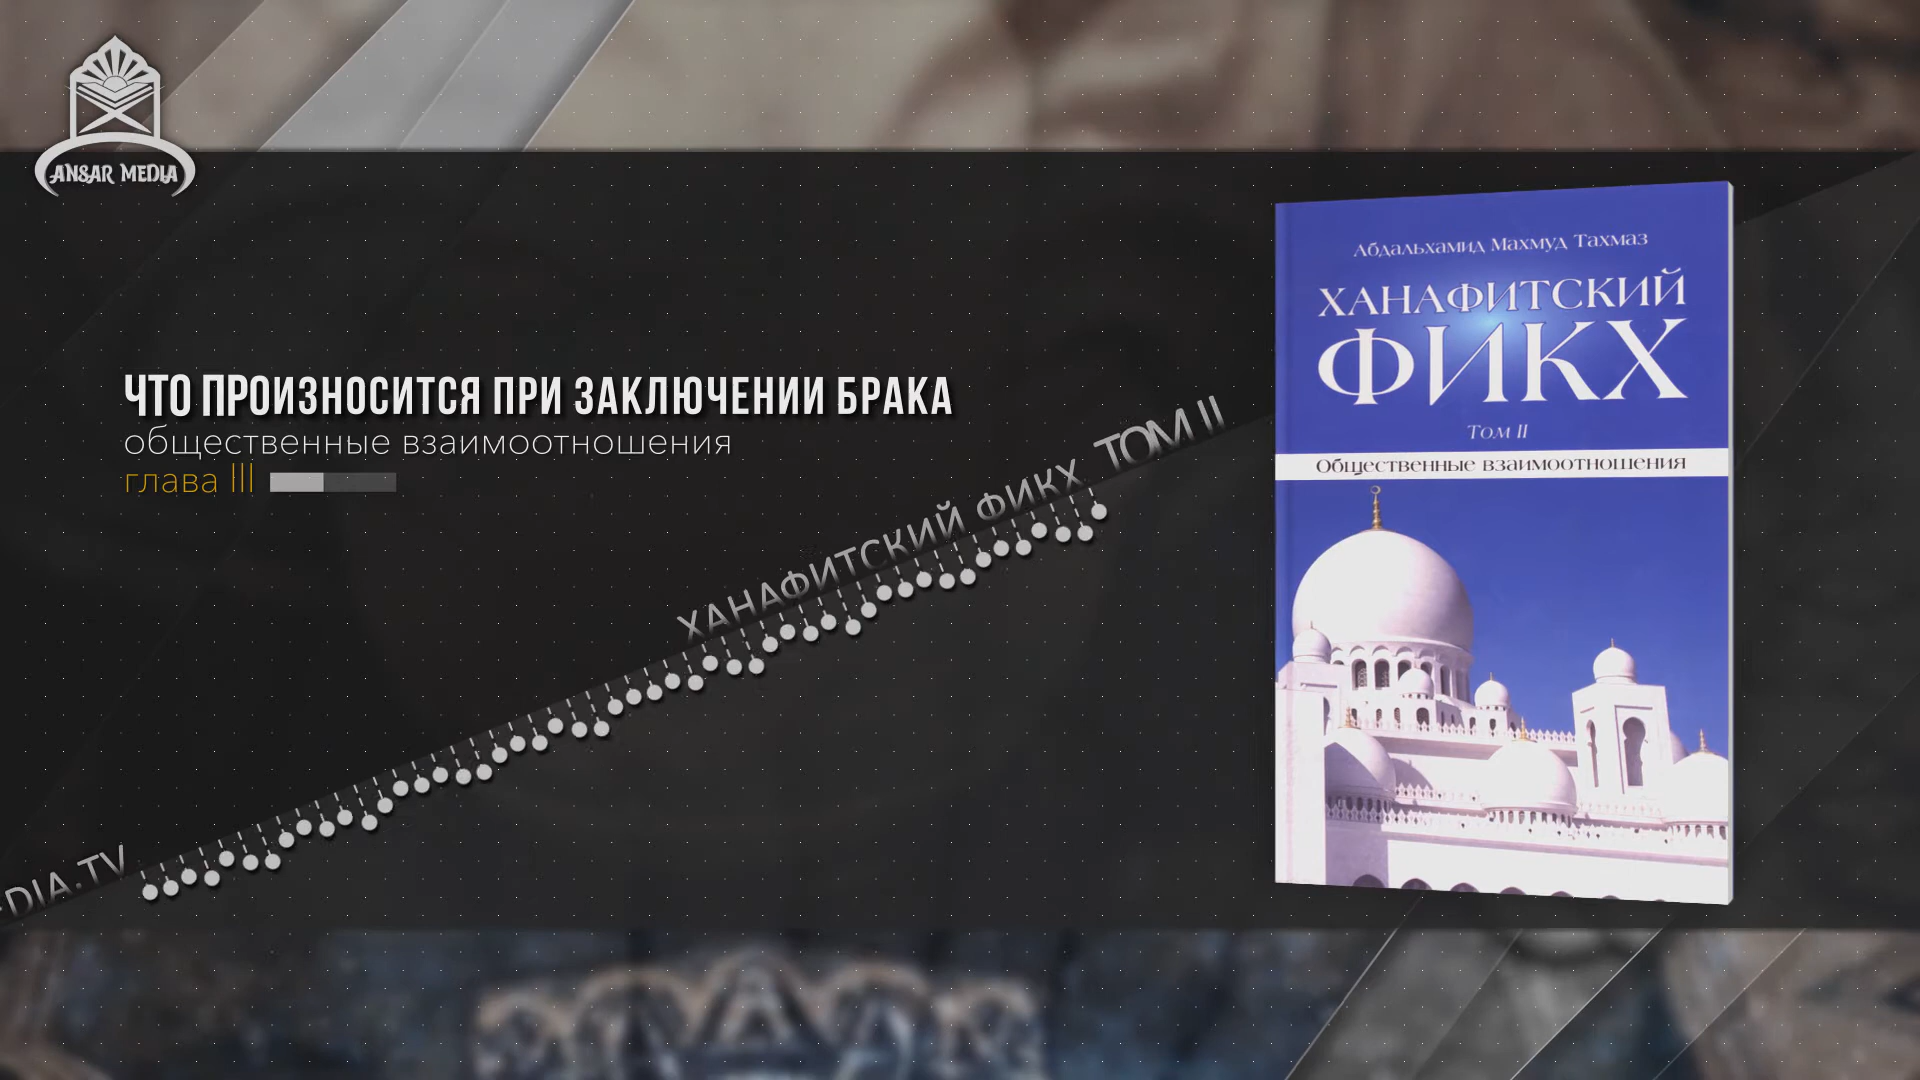 ANSAR MEDIA
ЧТО ПРОИЗНОСИТСЯ ПРИ ЗАКЛЮЧЕНИИ БРАКА
общественные взаимоотношения
глава III
DIA.TV
ХАНАФИТСКИЙ ФИКХ ТОМ II
Абдальхамид Махмуд Тахмаз
ХАНАФИТСКИЙ
ФИКХ
Том II
Общественные взаимоотношения